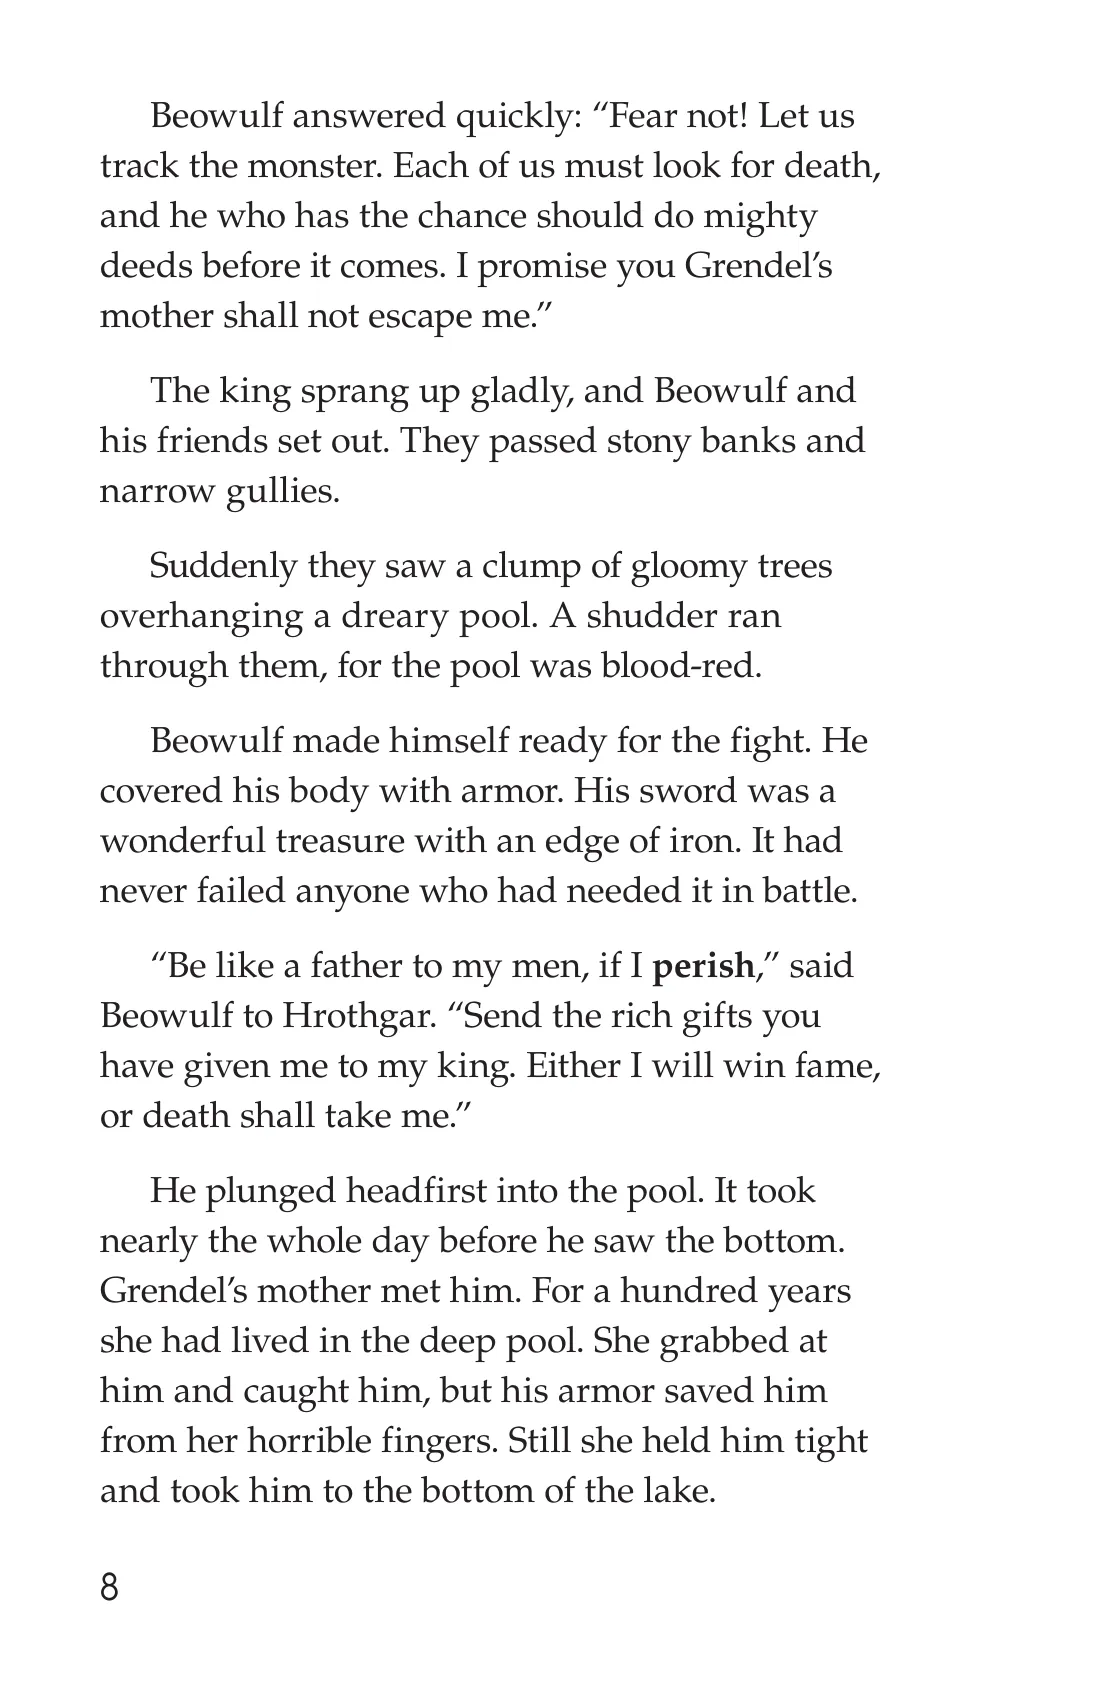 Beowulf answered quickly: “Fear not! Let us
track the monster. Each of us must look for death,
and he who has the chance should do mighty
deeds before it comes. I promise you Grendel’s
mother shall not escape me.”
The king sprang up gladly, and Beowulf and
his friends set out. They passed stony banks and
narrow gullies.
Suddenly they saw a clump of gloomy trees
overhanging a dreary pool. A shudder ran
through them, for the pool was blood-red.
Beowulf made himself ready for the fight. He
covered his body with armor. His sword was a
wonderful treasure with an edge of iron. It had
never failed anyone who had needed it in battle.
“Be like a father to my men, if I perish,” said
Beowulf to Hrothgar. “Send the rich gifts you
have given me to my king. Either I will win fame,
or death shall take me.”
He plunged headfirst into the pool. It took
nearly the whole day before he saw the bottom.
Grendel’s mother met him. For a hundred years
she had lived in the deep pool. She grabbed at
him and caught him, but his armor saved him
from her horrible fingers. Still she held him tight
and took him to the bottom of the lake.
8